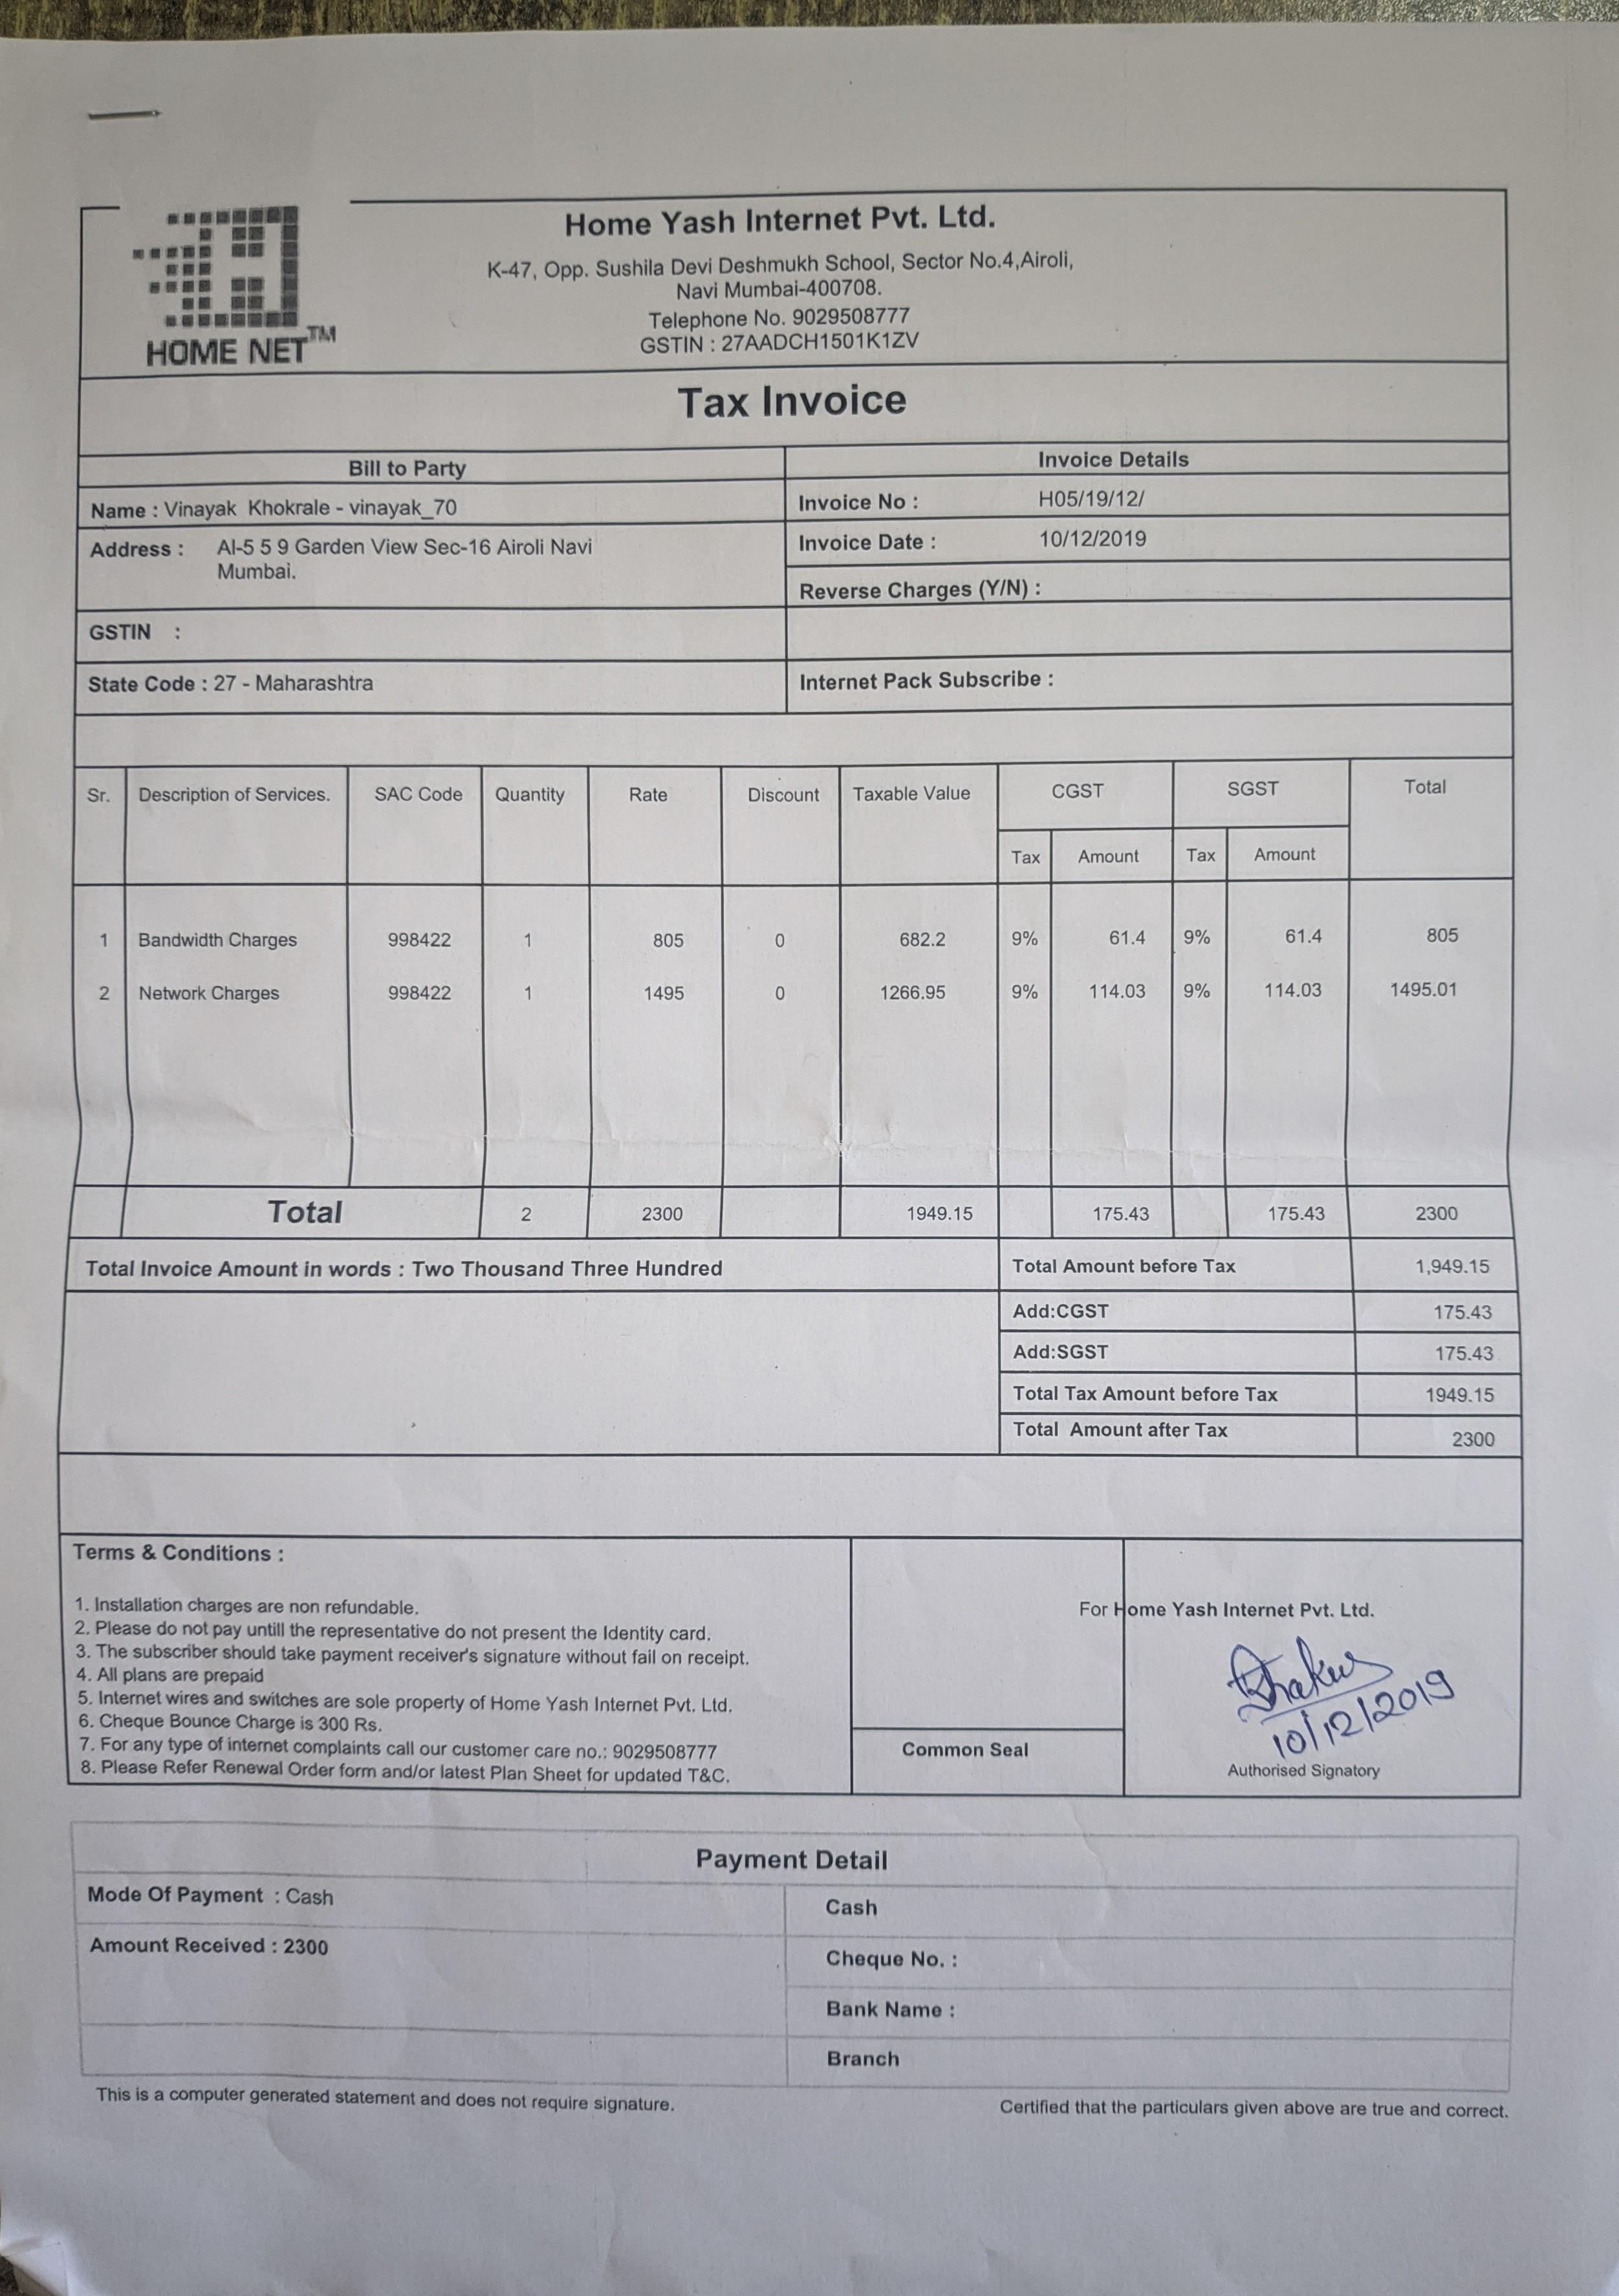 HOME NET™
Home Yash Internet Pvt. Ltd.
K-47, Opp. Sushila Devi Deshmukh School, Sector No.4,Airoli,
Navi Mumbai-400708.
Telephone No. 9029508777
GSTIN : 27AADCH1501K1ZV
Tax Invoice
Bill to Party
Invoice Details
Name : Vinayak Khokrale - vinayak_70
Invoice No : H05/19/12/
Address : Al-5 5 9 Garden View Sec-16 Airoli Navi
Mumbai.
Invoice Date : 10/12/2019
Reverse Charges (Y/N) :
GSTIN :
State Code : 27 - Maharashtra
Internet Pack Subscribe :
Sr. Description of Services. SAC Code Quantity Rate Discount Taxable Value CGST SGST Total
Tax Amount Tax Amount
1 Bandwidth Charges 998422 1 805 0 682.2 9% 61.4 9% 61.4 805
2 Network Charges 998422 1 1495 0 1266.95 9% 114.03 9% 114.03 1495.01
Total 2 2300 1949.15 175.43 175.43 2300
Total Invoice Amount in words : Two Thousand Three Hundred
Total Amount before Tax 1,949.15
Add:CGST 175.43
Add:SGST 175.43
Total Tax Amount before Tax 1949.15
Total Amount after Tax 2300
Terms & Conditions :
1. Installation charges are non refundable.
2. Please do not pay untill the representative do not present the Identity card.
3. The subscriber should take payment receiver's signature without fail on receipt.
4. All plans are prepaid
5. Internet wires and switches are sole property of Home Yash Internet Pvt. Ltd.
6. Cheque Bounce Charge is 300 Rs.
7. For any type of internet complaints call our customer care no.: 9029508777
8. Please Refer Renewal Order form and/or latest Plan Sheet for updated T&C.
Common Seal
For Home Yash Internet Pvt. Ltd.
10/12/2019
Authorised Signatory
Payment Detail
Mode Of Payment : Cash
Amount Received : 2300
Cash
Cheque No. :
Bank Name :
Branch
This is a computer generated statement and does not require signature.
Certified that the particulars given above are true and correct.